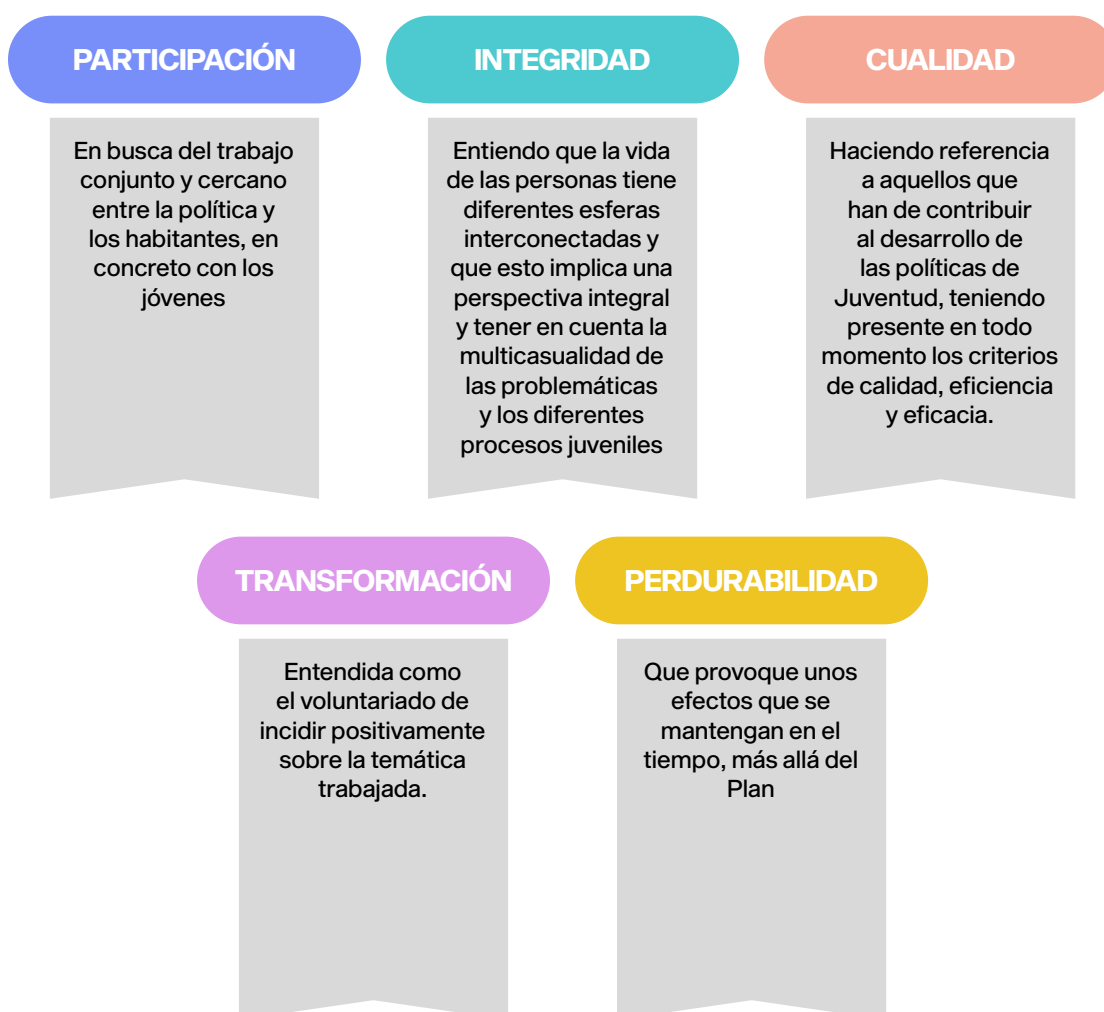 PARTICIPACIÓN
En busca del trabajo
conjunto y cercano
entre la política y
los habitantes, en
concreto con los
jóvenes
INTEGRIDAD
Entiendo que la vida
de las personas tiene
diferentes esferas
interconectadas y
que esto implica una
perspectiva integral
y tener en cuenta la
multicasualidad de
las problemáticas
y los diferentes
procesos juveniles
CUALIDAD
Haciendo referencia
a aquellos que
han de contribuir
al desarrollo de
las políticas de
Juventud, teniendo
presente en todo
momento los criterios
de calidad, eficiencia
y eficacia.
TRANSFORMACIÓN
Entendida como
el voluntariado de
incidir positivamente
sobre la temática
trabajada.
PERDURABILIDAD
Que provoque unos
efectos que se
mantengan en el
tiempo, más allá del
Plan